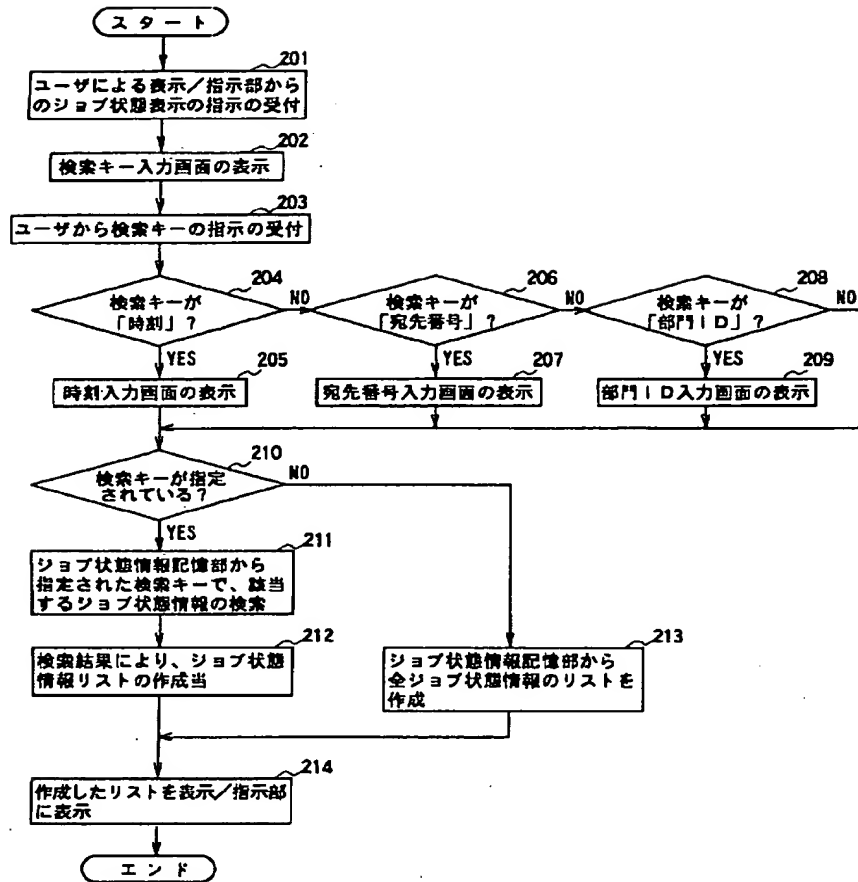 スタート
201
ユーザによる表示／指示部から
のジョブ状態表示の指示の受付
202
検索キー入力画面の表示
203
ユーザから検索キーの指示の受付
204
検索キーが
「時刻」？
NO
YES
206
検索キーが
「宛先番号」？
NO
YES
208
検索キーが
「部門ＩＤ」？
NO
YES
205
時刻入力画面の表示
207
宛先番号入力画面の表示
209
部門ＩＤ入力画面の表示
210
検索キーが指定
されている？
NO
YES
211
ジョブ状態情報記憶部から
指定された検索キーで、該当
するジョブ状態情報の検索
212
検索結果により、ジョブ状態
情報リストの作成当
213
ジョブ状態情報記憶部から
全ジョブ状態情報のリストを
作成
214
作成したリストを表示／指示部
に表示
エンド